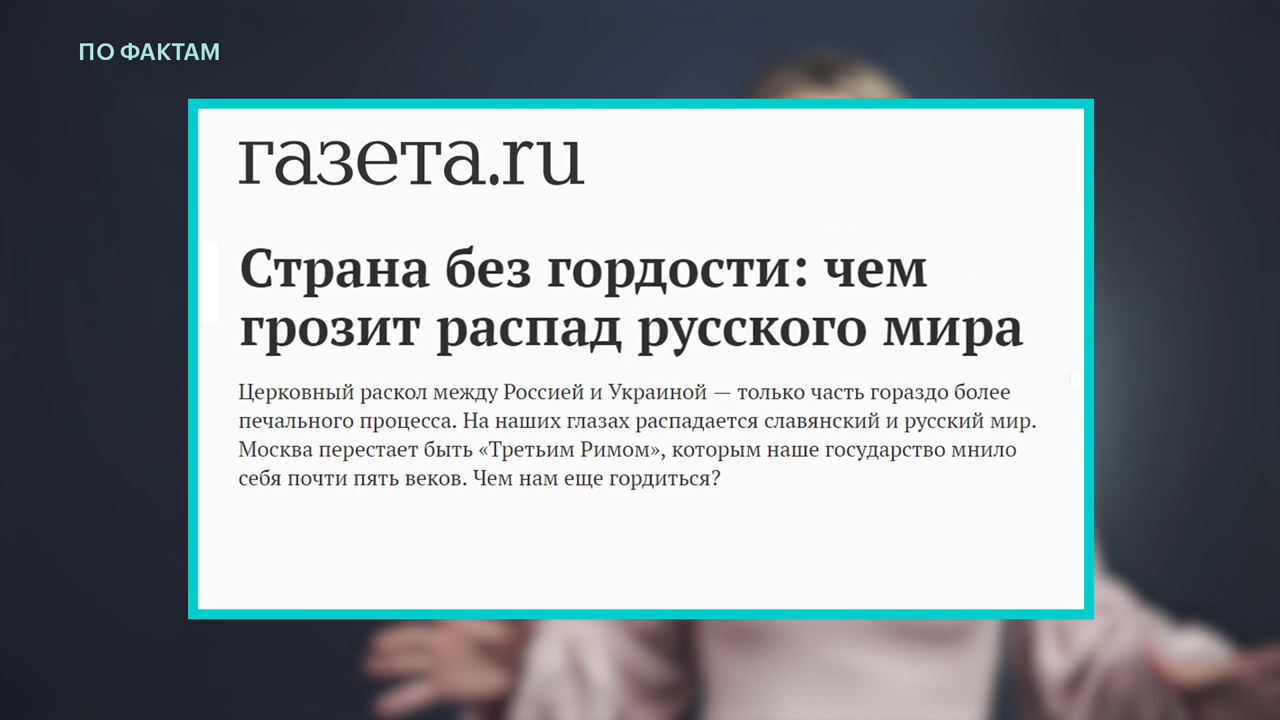 ПО ФАКТАМ
газета.ru
Страна без гордости: чем
грозит распад русского мира
Церковный раскол между Россией и Украиной — только часть гораздо более
печального процесса. На наших глазах распадается славянский и русский мир.
Москва перестает быть «Третьим Римом», которым наше государство мнило
себя почти пять веков. Чем нам еще гордиться?